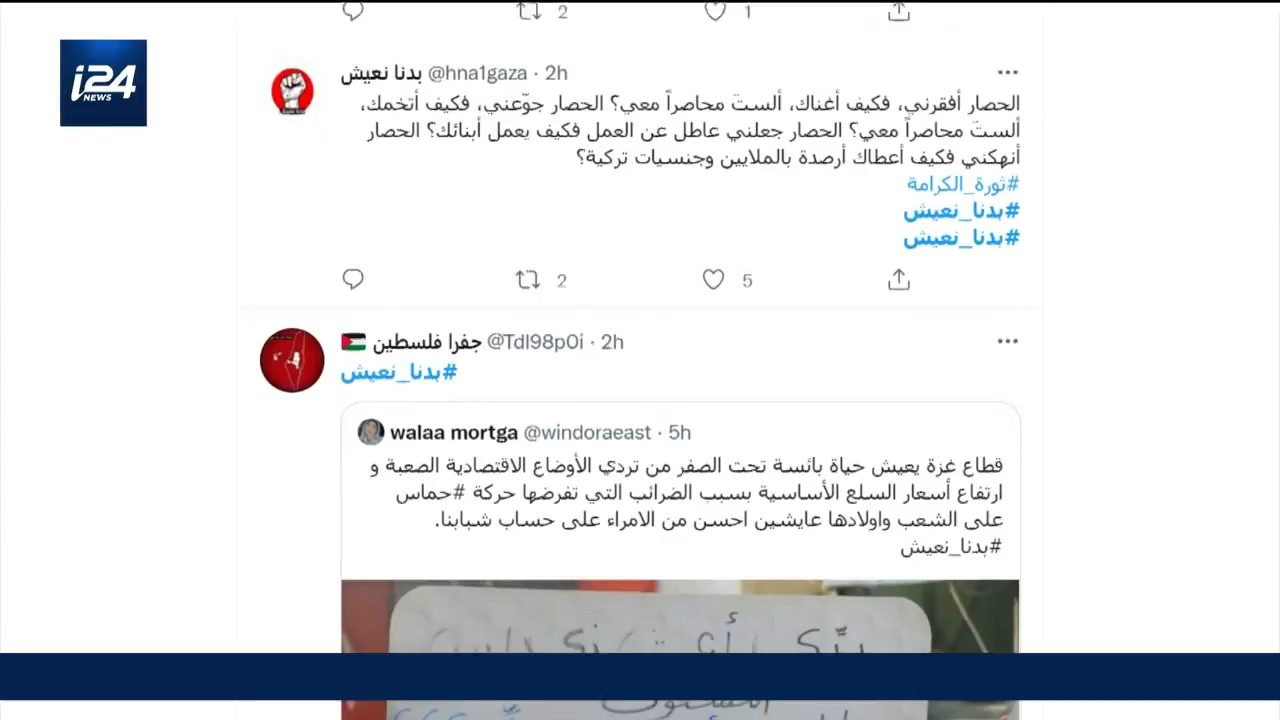 2 1
i24
NEWS
بدنا نعيش @hna1gaza · 2h
الحصار أفقرني، فكيف أغناك، ألستَ محاصراً معي؟ الحصار جوّعني، فكيف أتخمك،
ألستَ محاصراً معي؟ الحصار جعلني عاطل عن العمل فكيف يعمل أبنائك؟ الحصار
أنهكني فكيف أعطاك أرصدة بالملايين وجنسيات تركية؟
#ثورة_الكرامة
#بدنا_نعيش
#بدنا_نعيش
2 5
جفرا فلسطين @Tdl98p0i · 2h
#بدنا_نعيش
walaa mortga @windoraeast · 5h
قطاع غزة يعيش حياة بائسة تحت الصفر من تردي الأوضاع الاقتصادية الصعبة و
ارتفاع أسعار السلع الأساسية بسبب الضرائب التي تفرضها حركة #حماس
على الشعب واولادها عايشين احسن من الامراء على حساب شبابنا.
#بدنا_نعيش